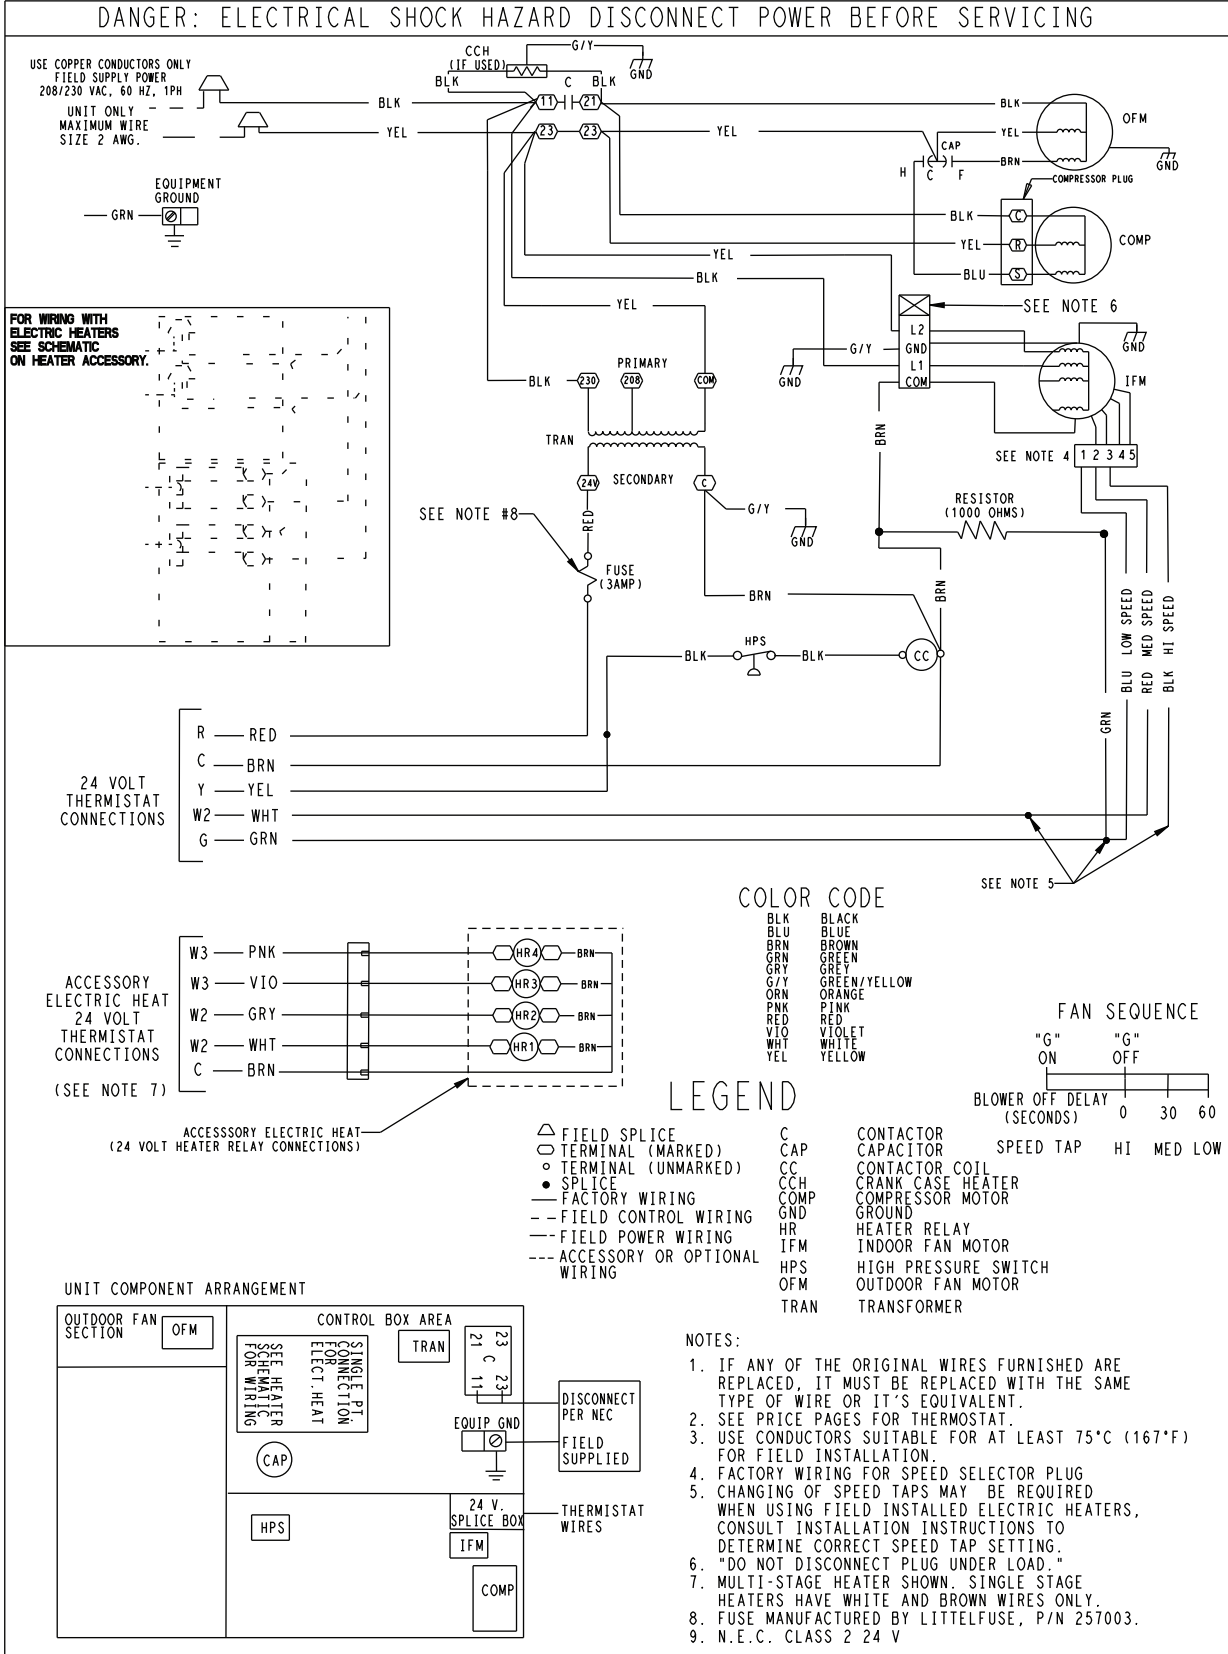 DANGER: ELECTRICAL SHOCK HAZARD DISCONNECT POWER BEFORE SERVICING
USE COPPER CONDUCTORS ONLY
FIELD SUPPLY POWER
208/230 VAC, 60 HZ, 1PH
UNIT ONLY
MAXIMUM WIRE
SIZE 2 AWG.
BLK
YEL
CCH
(IF USED)
BLK
G/Y
GND
C
BLK
11
21
23
23
YEL
BLK
YEL
BRN
OFM
GND
CAP
H
C
F
COMPRESSOR PLUG
EQUIPMENT
GROUND
GRN
BLK
C
YEL
R
BLU
S
COMP
YEL
BLK
YEL
SEE NOTE 6
L2
GND
L1
COM
G/Y
GND
GND
IFM
FOR WIRING WITH
ELECTRIC HEATERS
SEE SCHEMATIC
ON HEATER ACCESSORY.
PRIMARY
BLK
230
208
COM
TRAN
SECONDARY
24V
C
G/Y
GND
BRN
SEE NOTE 4
1 2 3 4 5
RESISTOR
(1000 OHMS)
SEE NOTE #8
RED
FUSE
(3AMP)
BRN
BRN
BLU LOW SPEED
RED MED SPEED
BLK HI SPEED
HPS
BLK
BLK
CC
GRN
24 VOLT
THERMISTAT
CONNECTIONS
R RED
C BRN
Y YEL
W2 WHT
G GRN
SEE NOTE 5
ACCESSORY
ELECTRIC HEAT
24 VOLT
THERMISTAT
CONNECTIONS
(SEE NOTE 7)
W3 PNK
W3 VIO
W2 GRY
W2 WHT
C BRN
HR4 BRN
HR3 BRN
HR2 BRN
HR1 BRN
ACCESSSORY ELECTRIC HEAT
(24 VOLT HEATER RELAY CONNECTIONS)
COLOR CODE
BLK BLACK
BLU BLUE
BRN BROWN
GRN GREEN
GRY GREY
G/Y GREEN/YELLOW
ORN ORANGE
PNK PINK
RED RED
VIO VIOLET
WHT WHITE
YEL YELLOW
FAN SEQUENCE
"G" "G"
ON OFF
BLOWER OFF DELAY
(SECONDS) 0 30 60
SPEED TAP HI MED LOW
LEGEND
FIELD SPLICE
TERMINAL (MARKED)
TERMINAL (UNMARKED)
SPLICE
FACTORY WIRING
FIELD CONTROL WIRING
FIELD POWER WIRING
ACCESSORY OR OPTIONAL
WIRING
C CONTACTOR
CAP CAPACITOR
CC CONTACTOR COIL
CCH CRANK CASE HEATER
COMP COMPRESSOR MOTOR
GND GROUND
HR HEATER RELAY
IFM INDOOR FAN MOTOR
HPS HIGH PRESSURE SWITCH
OFM OUTDOOR FAN MOTOR
TRAN TRANSFORMER
UNIT COMPONENT ARRANGEMENT
OUTDOOR FAN
SECTION
OFM
CONTROL BOX AREA
SINGLE PT.
CONNECTION
FOR
ELECT.HEAT
SEE HEATER
SCHEMATIC
FOR WIRING
TRAN
23
21
C
23
11
CAP
EQUIP GND
DISCONNECT
PER NEC
FIELD
SUPPLIED
24 V.
SPLICE BOX
THERMISTAT
WIRES
HPS
IFM
COMP
NOTES:
1. IF ANY OF THE ORIGINAL WIRES FURNISHED ARE
REPLACED, IT MUST BE REPLACED WITH THE SAME
TYPE OF WIRE OR IT'S EQUIVALENT.
2. SEE PRICE PAGES FOR THERMOSTAT.
3. USE CONDUCTORS SUITABLE FOR AT LEAST 75°C (167°F)
FOR FIELD INSTALLATION.
4. FACTORY WIRING FOR SPEED SELECTOR PLUG
5. CHANGING OF SPEED TAPS MAY BE REQUIRED
WHEN USING FIELD INSTALLED ELECTRIC HEATERS,
CONSULT INSTALLATION INSTRUCTIONS TO
DETERMINE CORRECT SPEED TAP SETTING.
6. "DO NOT DISCONNECT PLUG UNDER LOAD."
7. MULTI-STAGE HEATER SHOWN. SINGLE STAGE
HEATERS HAVE WHITE AND BROWN WIRES ONLY.
8. FUSE MANUFACTURED BY LITTELFUSE, P/N 257003.
9. N.E.C. CLASS 2 24 V